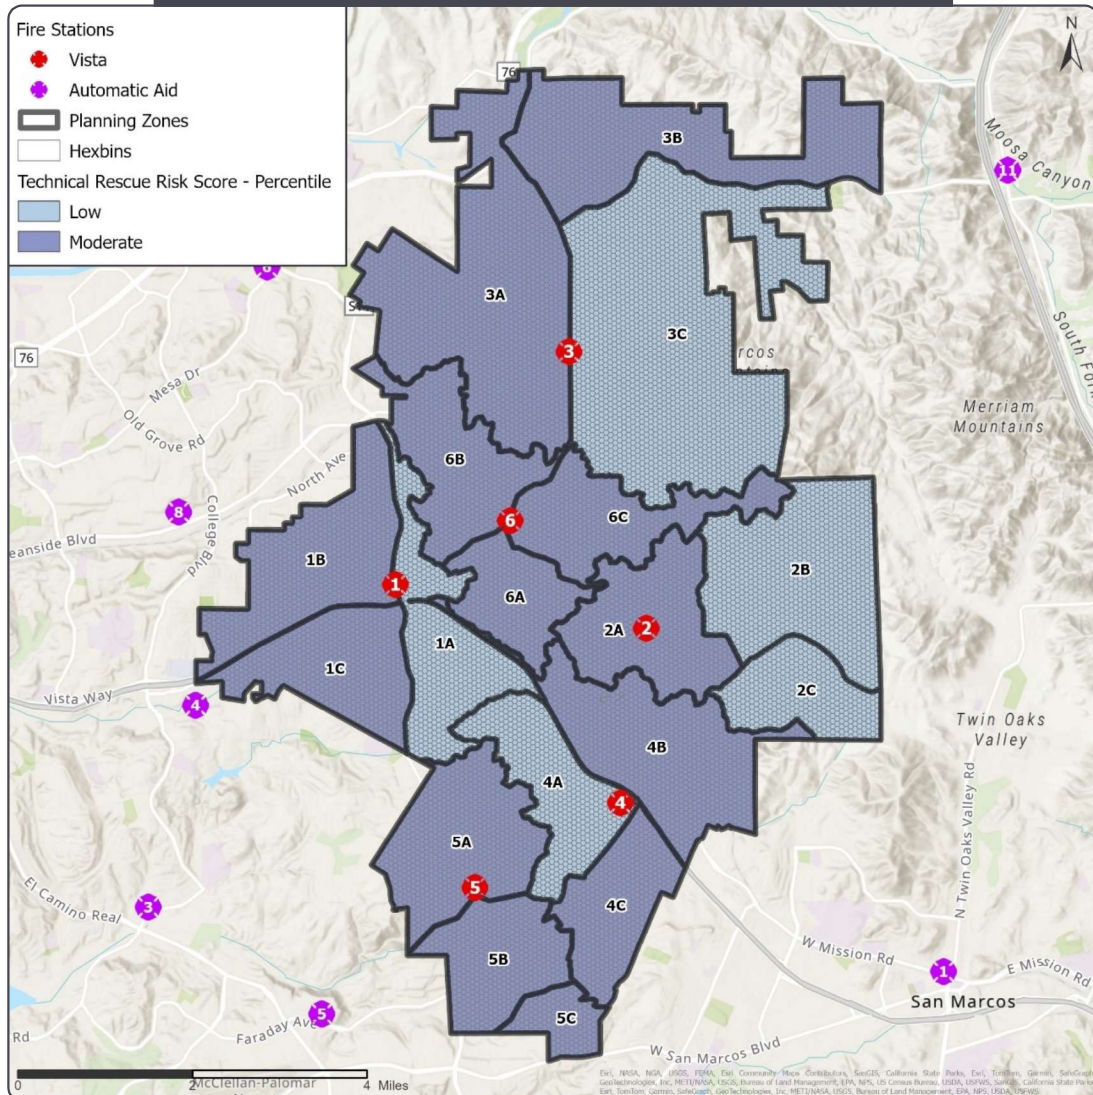 Fire Stations
Vista
Automatic Aid
Planning Zones
Hexbins
Technical Rescue Risk Score - Percentile
Low
Moderate
N
76
3B
Moosa Canyon
11
3A
3C
3
76
Mesa Dr
Old Grove Rd
South Fork
Merriam
Mountains
North Ave
6B
8
College Blvd
6
6C
1B
1
6A
2B
2A
2
1A
1C
2C
Vista Way
4
4B
Twin Oaks
Valley
4A
4
5A
5
N Twin Oaks Valley Rd
El Camino Real
3
4C
W Mission Rd
5B
1
E Mission Rd
San Marcos
5
Faraday Ave
5C
Rd
W San Marcos Blvd
0
2
4
Miles
McClellan-Palomar